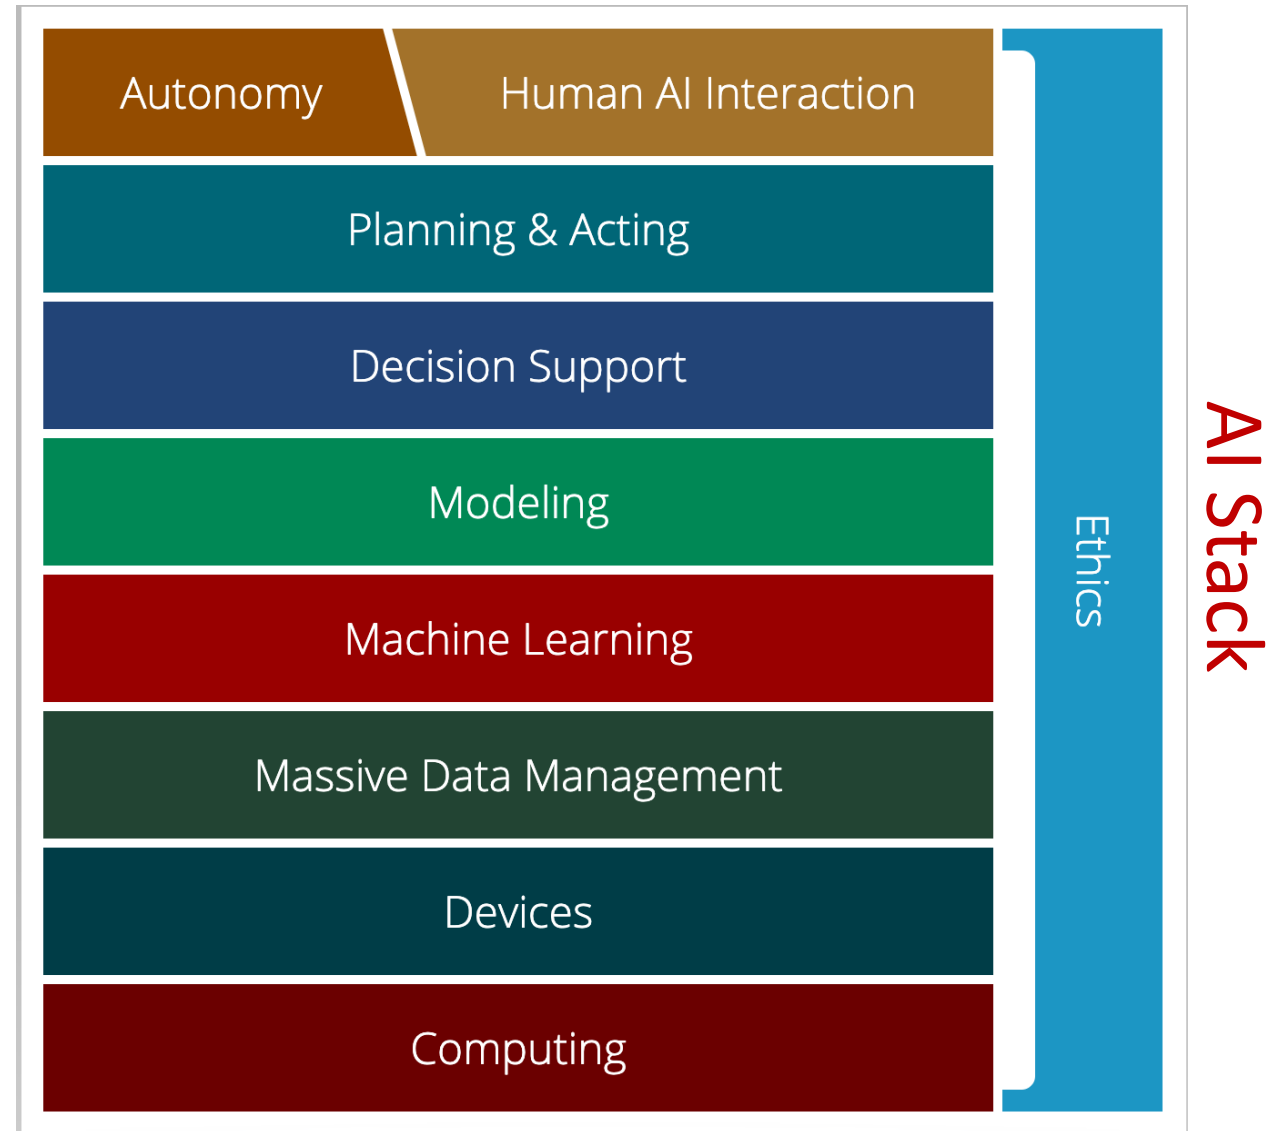 Autonomy
Human AI Interaction
Planning & Acting
Decision Support
Modeling
Machine Learning
Massive Data Management
Devices
Computing
Ethics
AI Stack